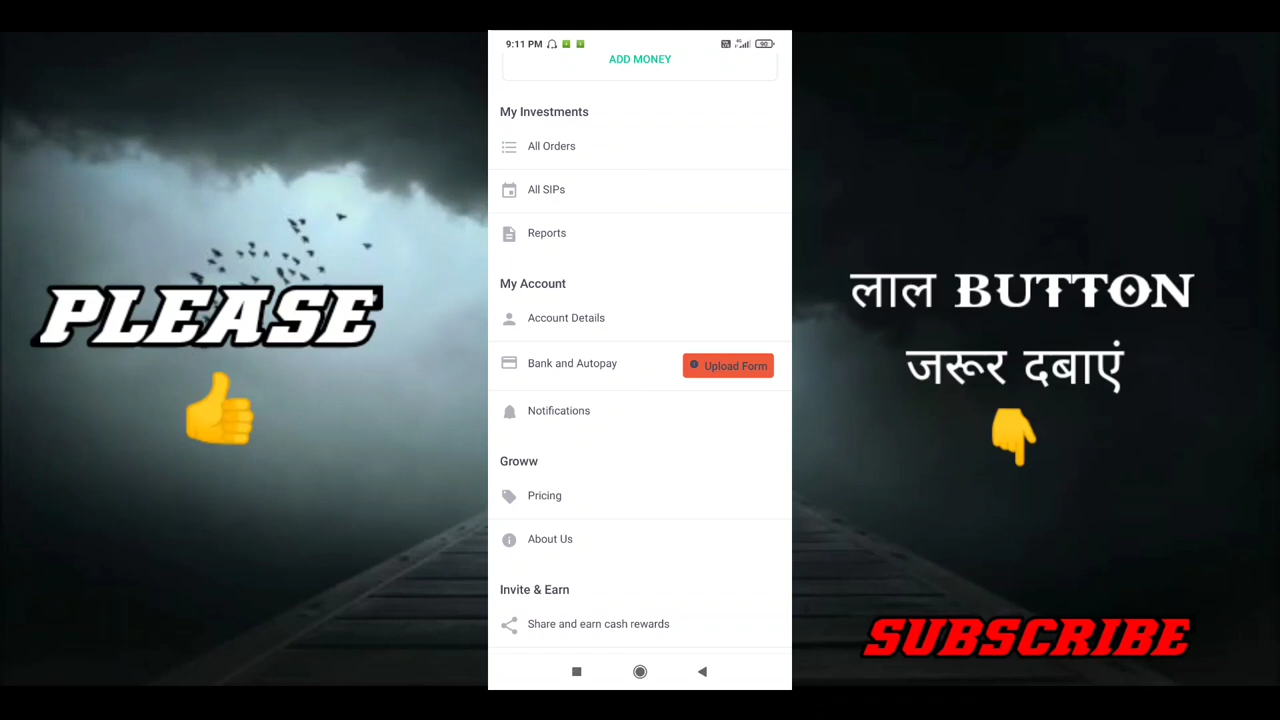 PLEASE
9:11 PM
4G
90
ADD MONEY
My Investments
All Orders
All SIPs
Reports
My Account
Account Details
Bank and Autopay
Upload Form
Notifications
Groww
Pricing
About Us
Invite & Earn
Share and earn cash rewards
लाल BUTTON
जरूर दबाएं
SUBSCRIBE